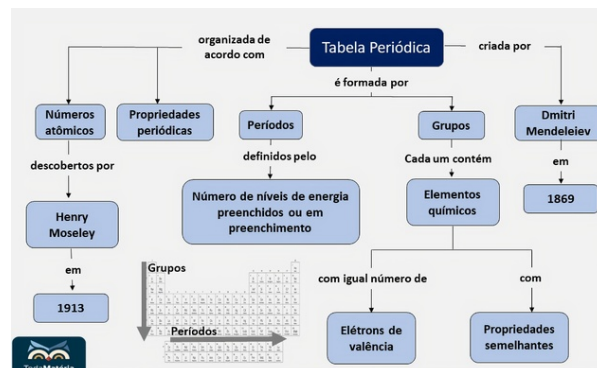 Tabela Periódica
organizada de
acordo com
criada por
é formada por
Números
atômicos
Propriedades
periódicas
Períodos
Grupos
Dmitri
Mendeleiev
descobertos por
definidos pelo
Cada um contém
em
Número de níveis de energia
preenchidos ou em
preenchimento
Elementos
químicos
1869
Henry
Moseley
em
1913
Grupos
Períodos
com igual número de
com
Elétrons de
valência
Propriedades
semelhantes